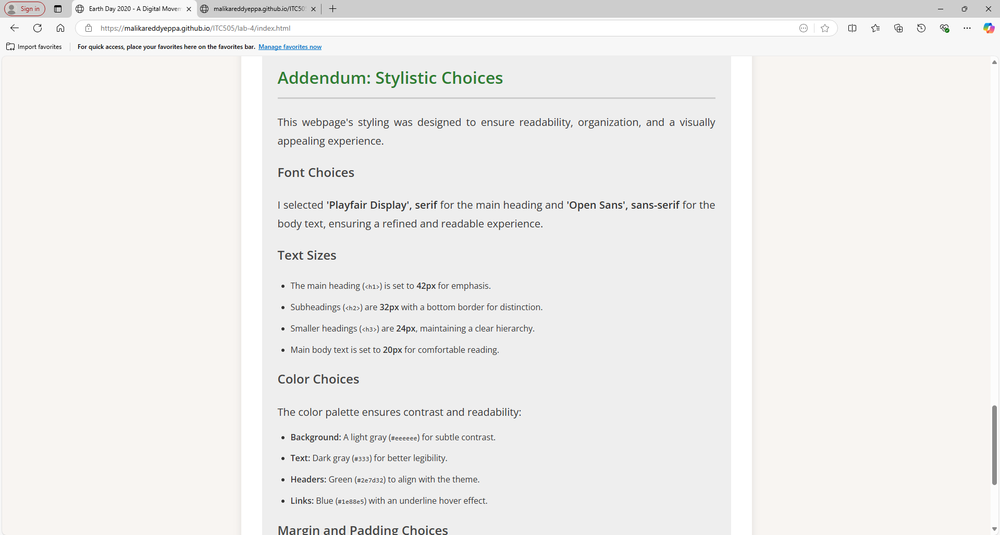 Sign in
Earth Day 2020 - A Digital Movem
malikareddyeppa.github.io/ITC505
https://malikareddyeppa.github.io/ITC505/lab-4/index.html
Import favorites
For quick access, place your favorites here on the favorites bar. Manage favorites now
Addendum: Stylistic Choices
This webpage's styling was designed to ensure readability, organization, and a visually
appealing experience.
Font Choices
I selected 'Playfair Display', serif for the main heading and 'Open Sans', sans-serif for the
body text, ensuring a refined and readable experience.
Text Sizes
• The main heading (<h1>) is set to 42px for emphasis.
• Subheadings (<h2>) are 32px with a bottom border for distinction.
• Smaller headings (<h3>) are 24px, maintaining a clear hierarchy.
• Main body text is set to 20px for comfortable reading.
Color Choices
The color palette ensures contrast and readability:
• Background: A light gray (#eeeeee) for subtle contrast.
• Text: Dark gray (#333) for better legibility.
• Headers: Green (#2e7d32) to align with the theme.
• Links: Blue (#1e88e5) with an underline hover effect.
Margin and Padding Choices